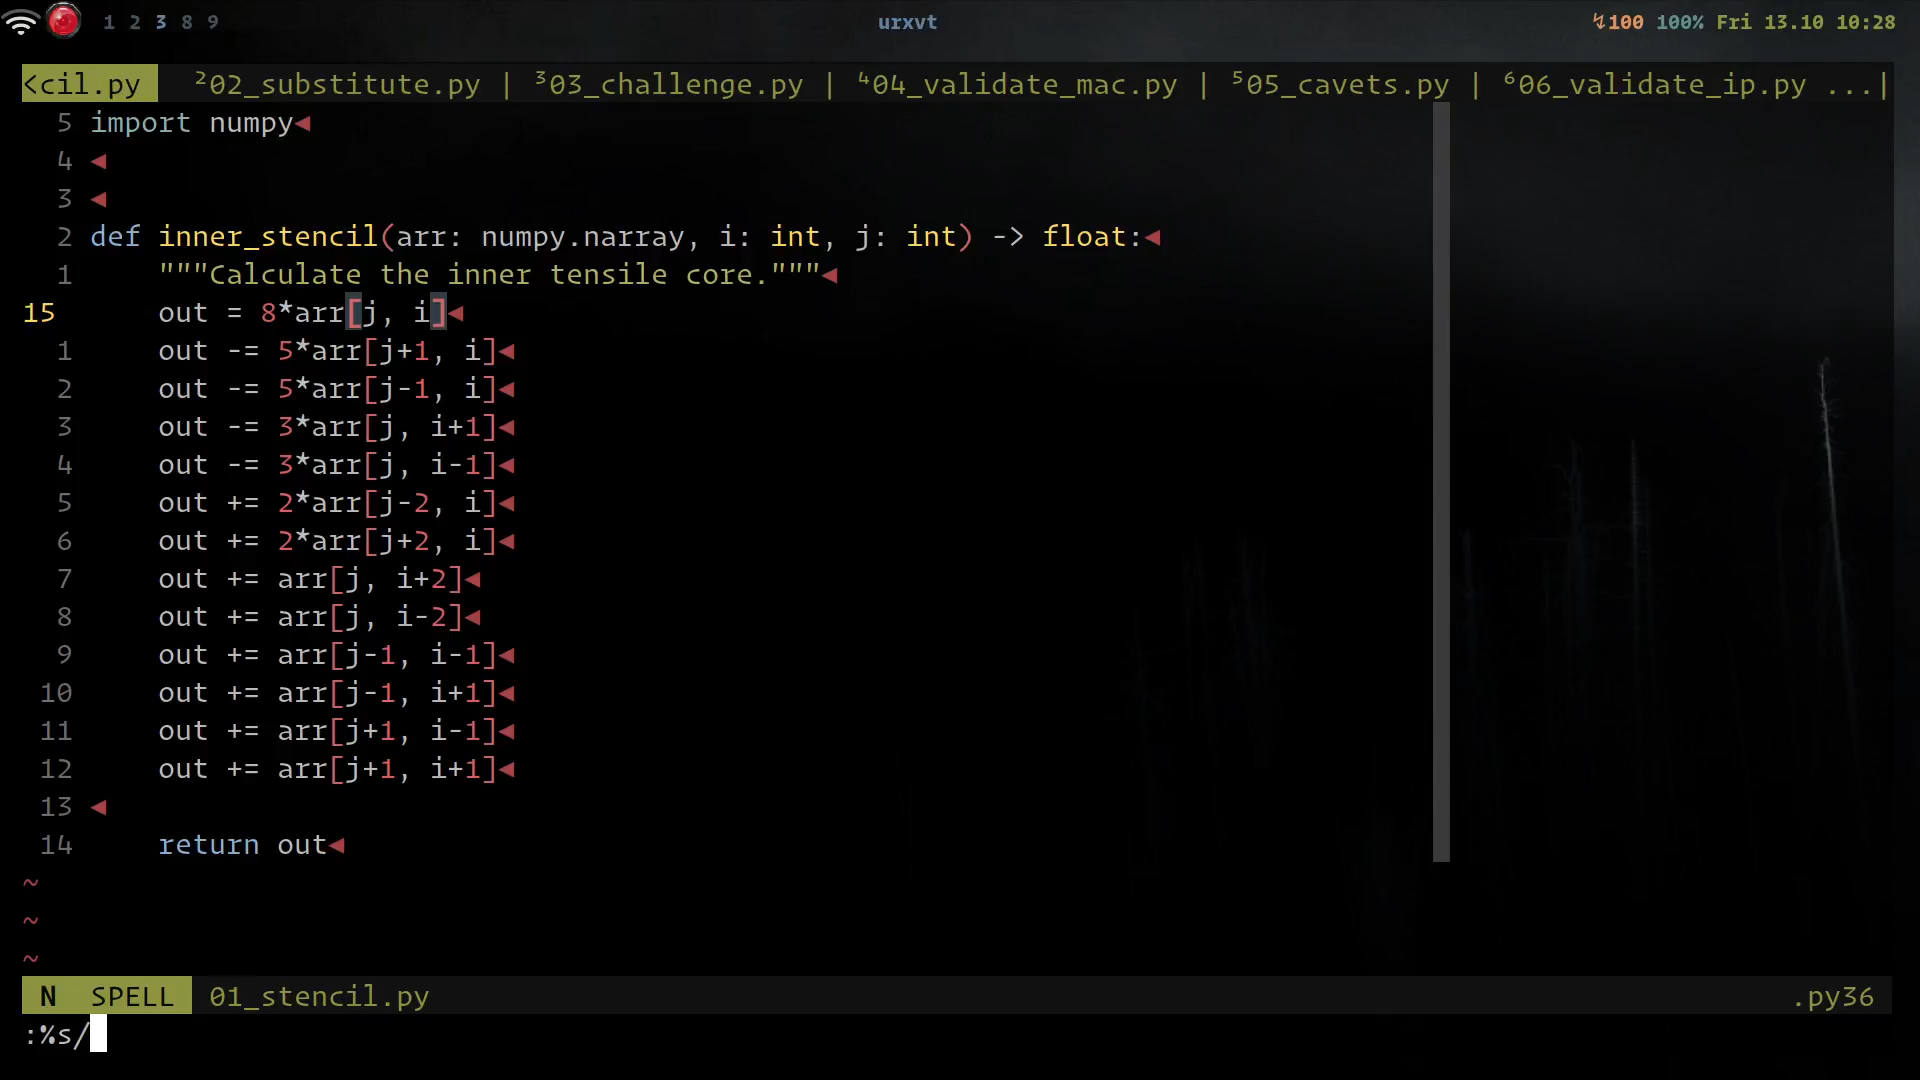 1 2 3 8 9 urxvt ↯100 100% Fri 13.10 10:28
<cil.py ²02_substitute.py | ³03_challenge.py | ⁴04_validate_mac.py | ⁵05_cavets.py | ⁶06_validate_ip.py ...|
5 import numpy◀
4 ◀
3 ◀
2 def inner_stencil(arr: numpy.narray, i: int, j: int) -> float:◀
1     """Calculate the inner tensile core."""◀
15     out = 8*arr[j, i]◀
1     out -= 5*arr[j+1, i]◀
2     out -= 5*arr[j-1, i]◀
3     out -= 3*arr[j, i+1]◀
4     out -= 3*arr[j, i-1]◀
5     out += 2*arr[j-2, i]◀
6     out += 2*arr[j+2, i]◀
7     out += arr[j, i+2]◀
8     out += arr[j, i-2]◀
9     out += arr[j-1, i-1]◀
10     out += arr[j-1, i+1]◀
11     out += arr[j+1, i-1]◀
12     out += arr[j+1, i+1]◀
13 ◀
14     return out◀
~
~
~
N SPELL 01_stencil.py .py36
:%s/